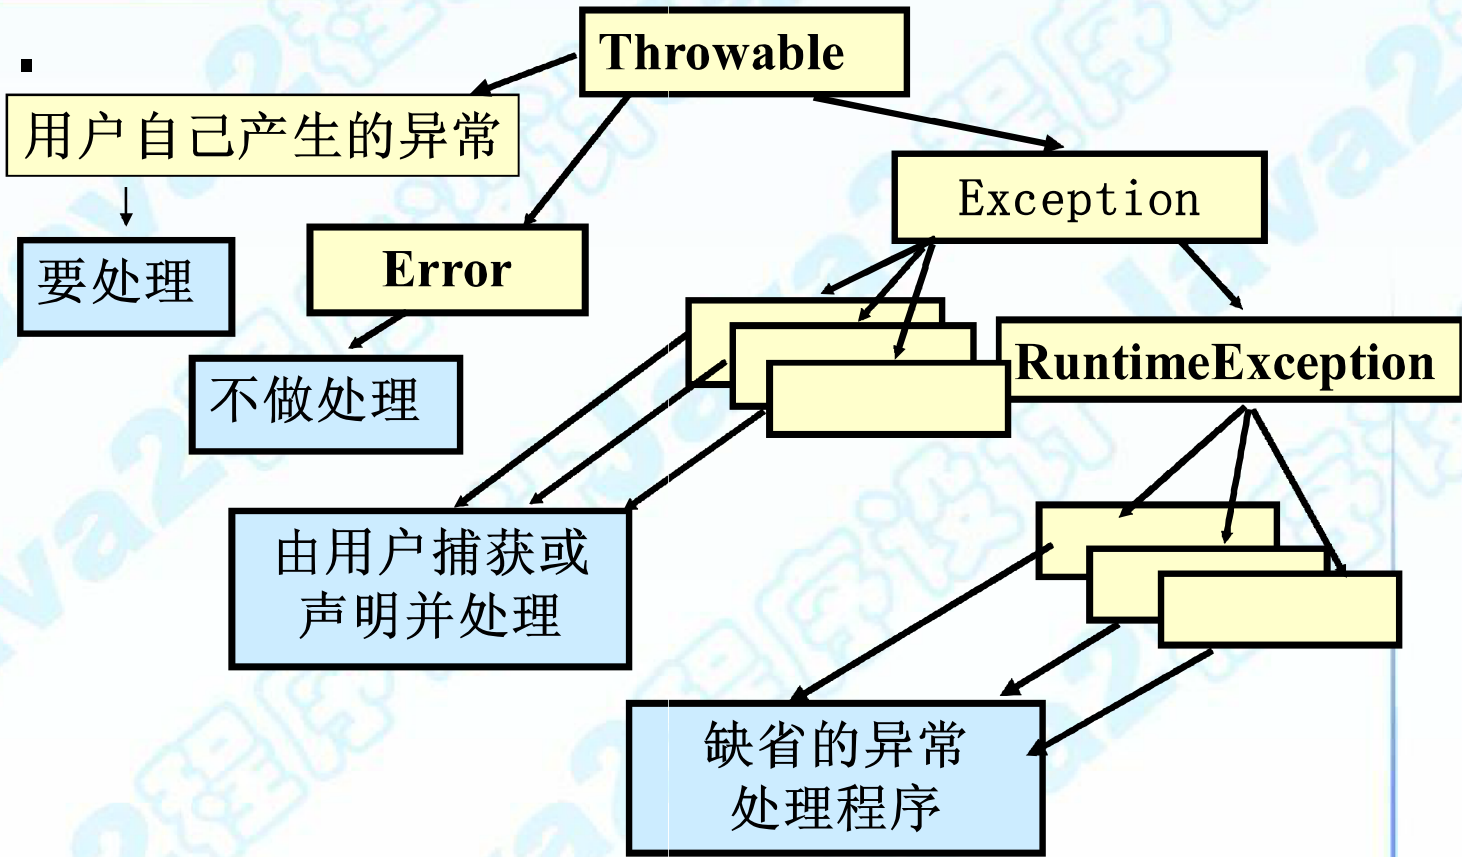 Throwable
用户自己产生的异常
Exception
要处理
Error
RuntimeException
不做处理
由用户捕获或
声明并处理
缺省的异常
处理程序